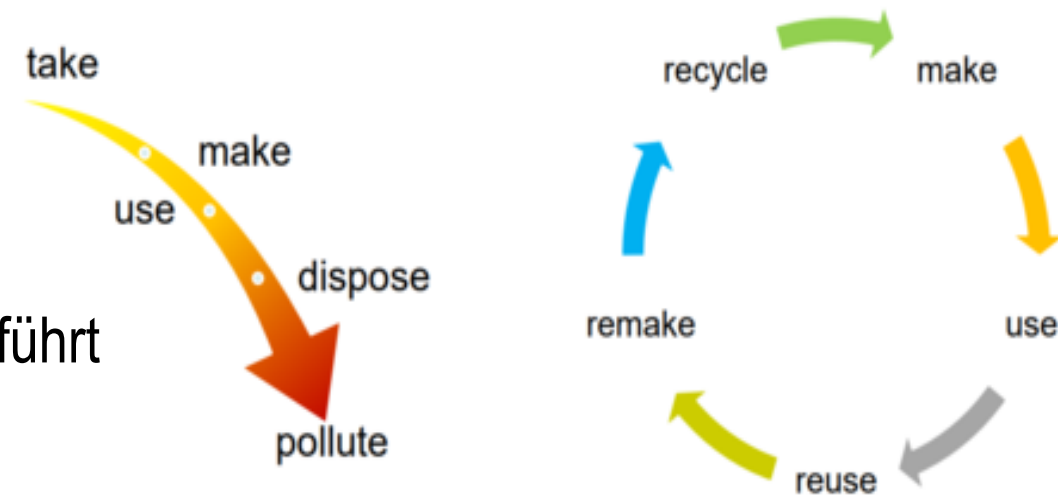 take
make
use
dispose
führt
pollute
recycle
make
use
reuse
remake